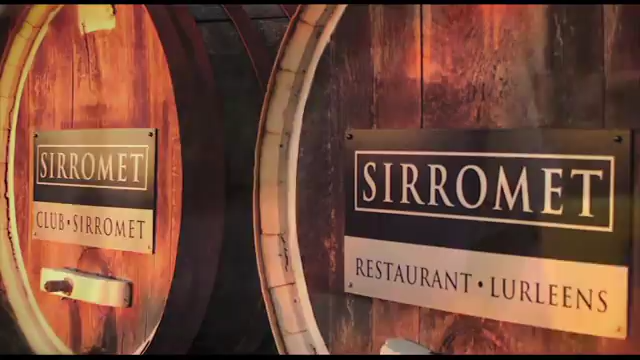 SIRROMET
CLUB • SIRROMET
SIRROMET
RESTAURANT • LURLEENS